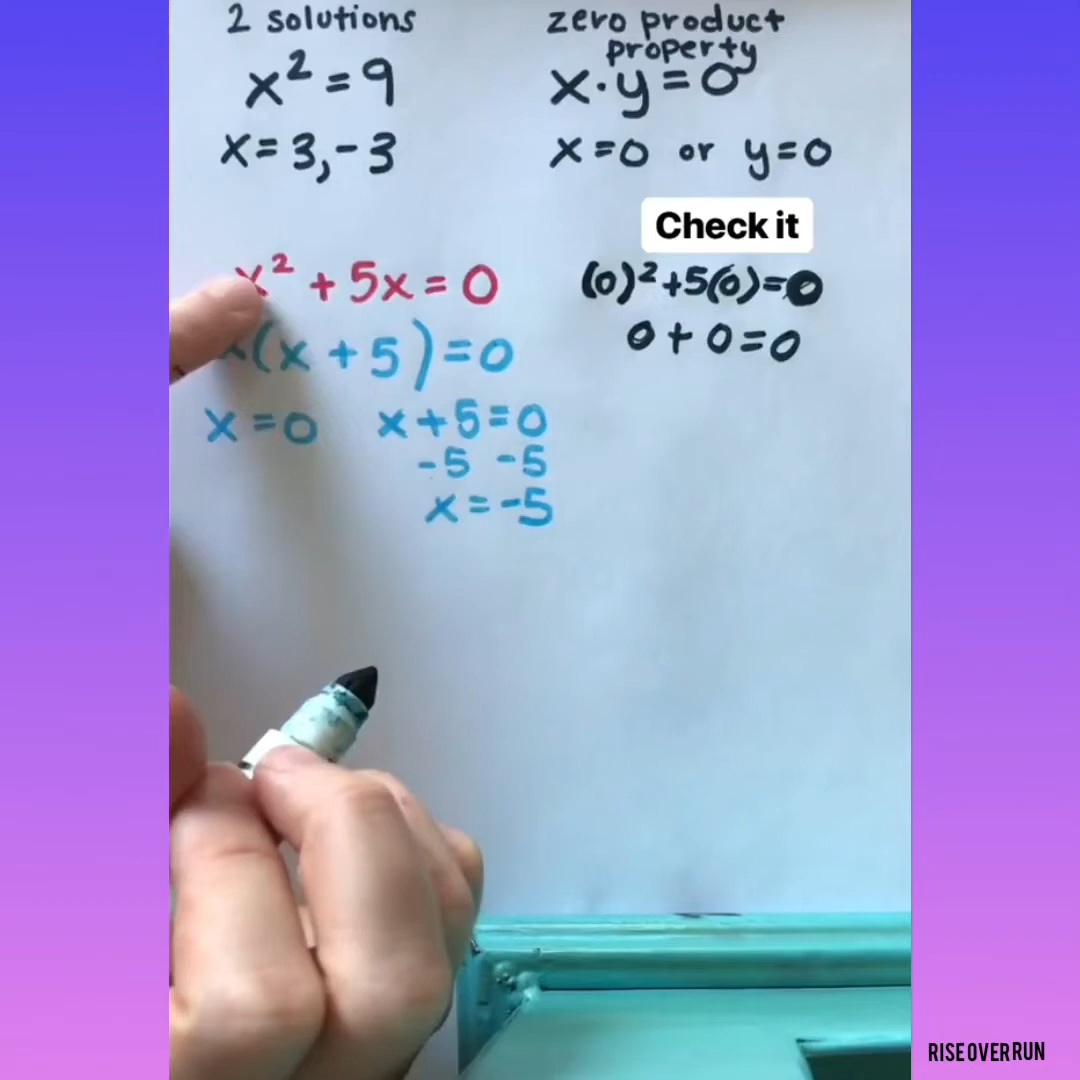 2 solutions
x² = 9
x = 3, -3
zero product
property
x · y = 0
x = 0 or y = 0
Check it
x² + 5x = 0
x(x + 5) = 0
x = 0 x + 5 = 0
-5 -5
x = -5
(0)² + 5(0) = 0
0 + 0 = 0
RISE OVER RUN